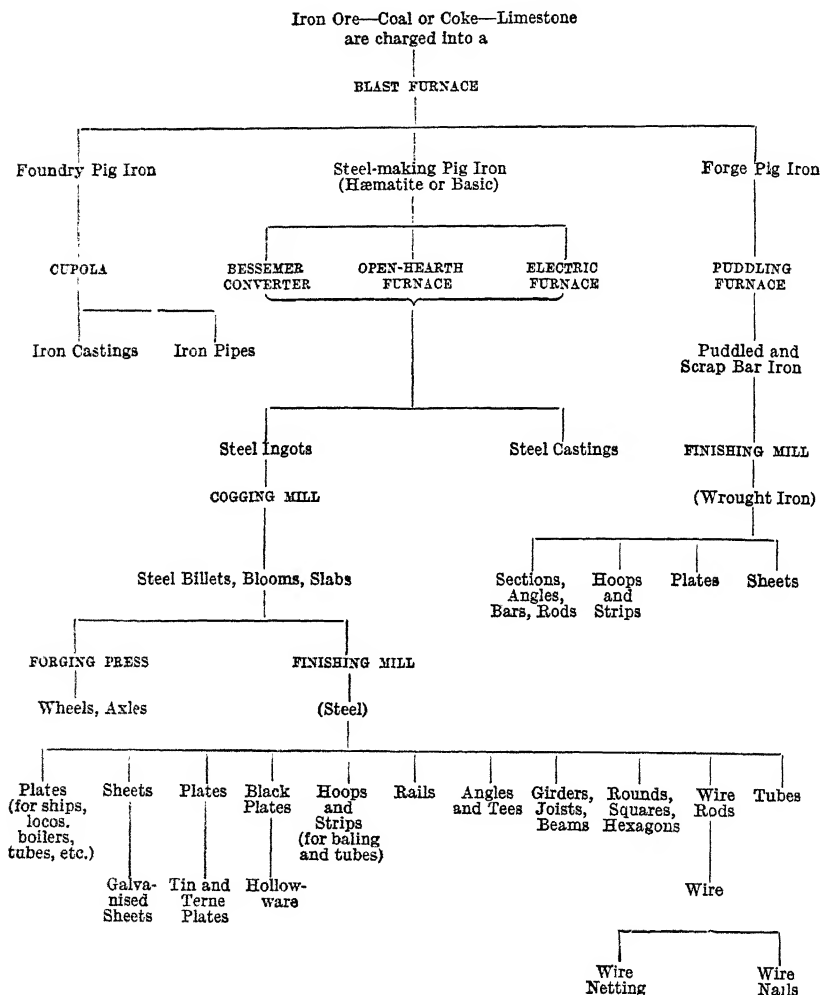 Iron Ore—Coal or Coke—Limestone
are charged into a
BLAST FURNACE
Foundry Pig Iron
Steel-making Pig Iron
(Hæmatite or Basic)
Forge Pig Iron
CUPOLA
BESSEMER
CONVERTER
OPEN-HEARTH
FURNACE
ELECTRIC
FURNACE
PUDDLING
FURNACE
Iron Castings
Iron Pipes
Puddled and
Scrap Bar Iron
Steel Ingots
Steel Castings
FINISHING MILL
COGGING MILL
(Wrought Iron)
Steel Billets, Blooms, Slabs
Sections,
Angles,
Bars, Rods
Hoops
and
Strips
Plates
Sheets
FORGING PRESS
FINISHING MILL
Wheels, Axles
(Steel)
Plates
(for ships,
locos.
boilers,
tubes, etc.)
Sheets
Plates
Black
Plates
Hoops
and
Strips
(for baling
and tubes)
Rails
Angles
and Tees
Girders,
Joists,
Beams
Rounds,
Squares,
Hexagons
Wire
Rods
Tubes
Galva-
nised
Sheets
Tin and
Terne
Plates
Hollow-
ware
Wire
Wire
Netting
Wire
Nails